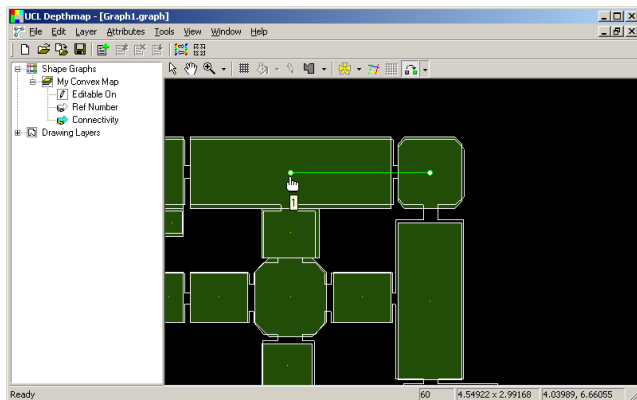 UCL Depthmap - [Graph1.graph]
File Edit Layer Attributes Tools View Window Help
Shape Graphs
My Convex Map
Editable On
Ref Number
Connectivity
Drawing Layers
1
Ready
60 4.54922 x 2.99168 4.03989, 6.66055